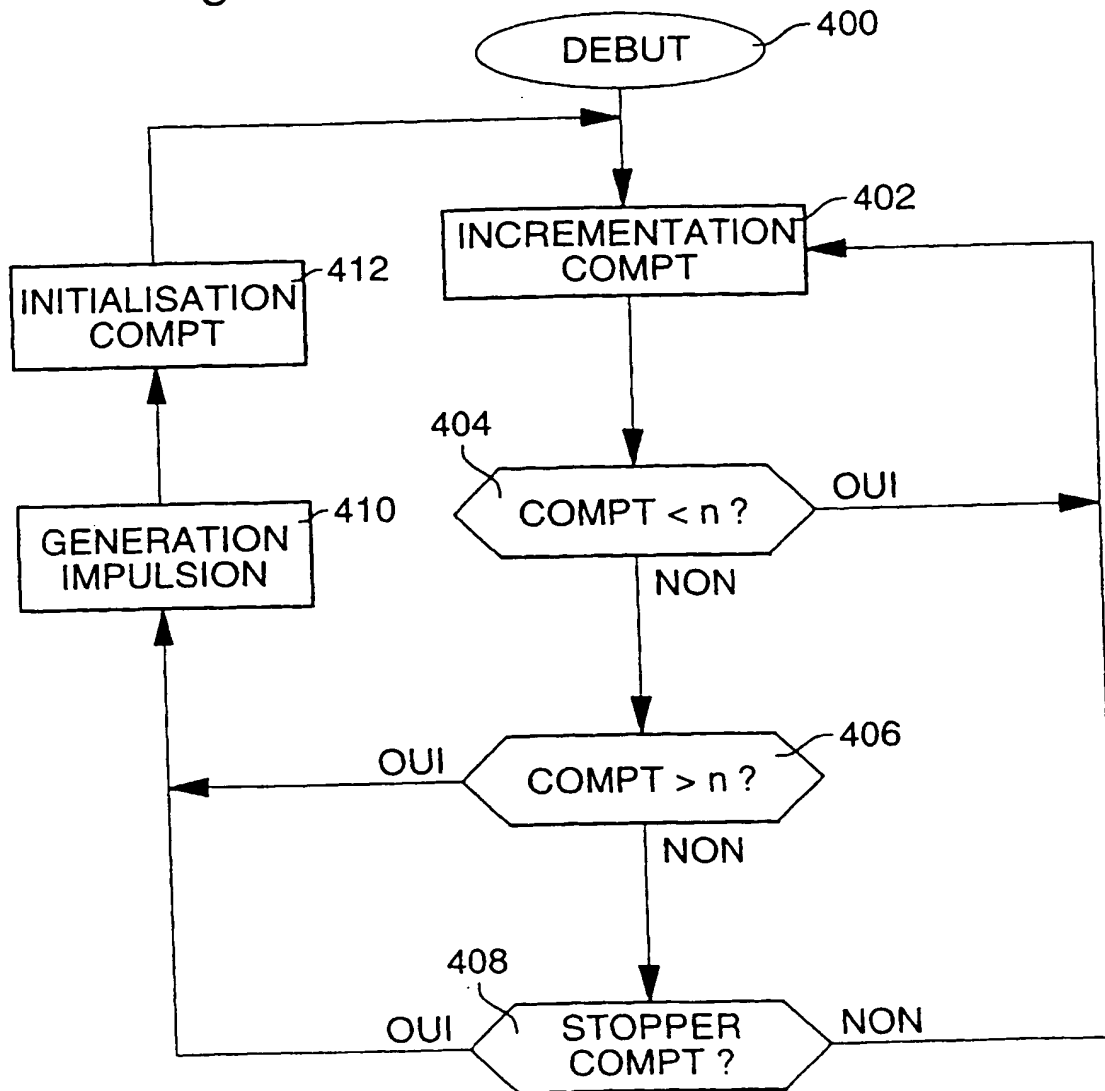 DEBUT
400
INCREMENTATION
COMPT
402
INITIALISATION
COMPT
412
404
COMPT < n ?
OUI
NON
GENERATION
IMPULSION
410
406
OUI
COMPT > n ?
NON
408
OUI
STOPPER
COMPT ?
NON